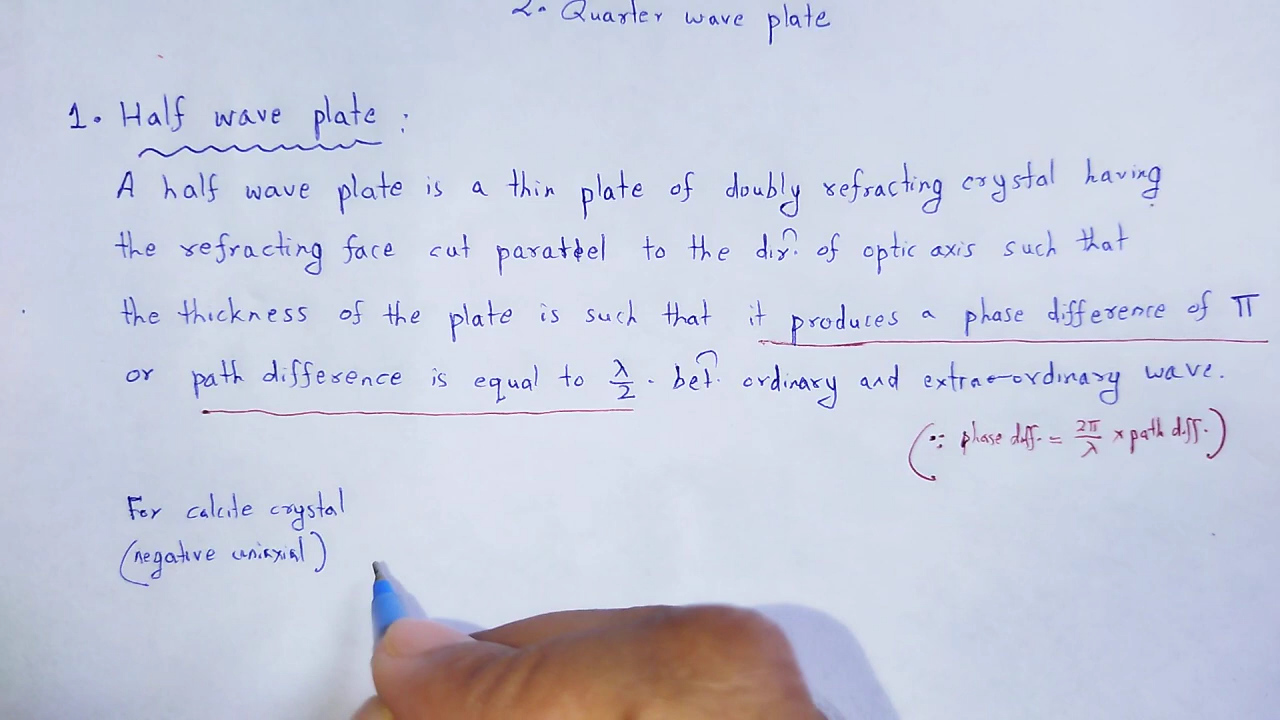 2. Quarter wave plate
1. Half wave plate :
A half wave plate is a thin plate of doubly refracting crystal having
the refracting face cut parallel to the dirⁿ. of optic axis such that
the thickness of the plate is such that it produces a phase difference of π
or path difference is equal to λ/2 . betⁿ. ordinary and extra-ordinary wave.
(∵ phase diff. = 2π/λ × path diff.)
For calcite crystal
(negative uniaxial)